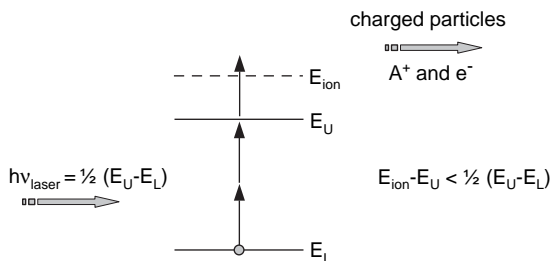 charged particles
A⁺ and e⁻
E_ion
E_U
hν_laser = ½ (E_U-E_L)
E_ion-E_U < ½ (E_U-E_L)
E_L